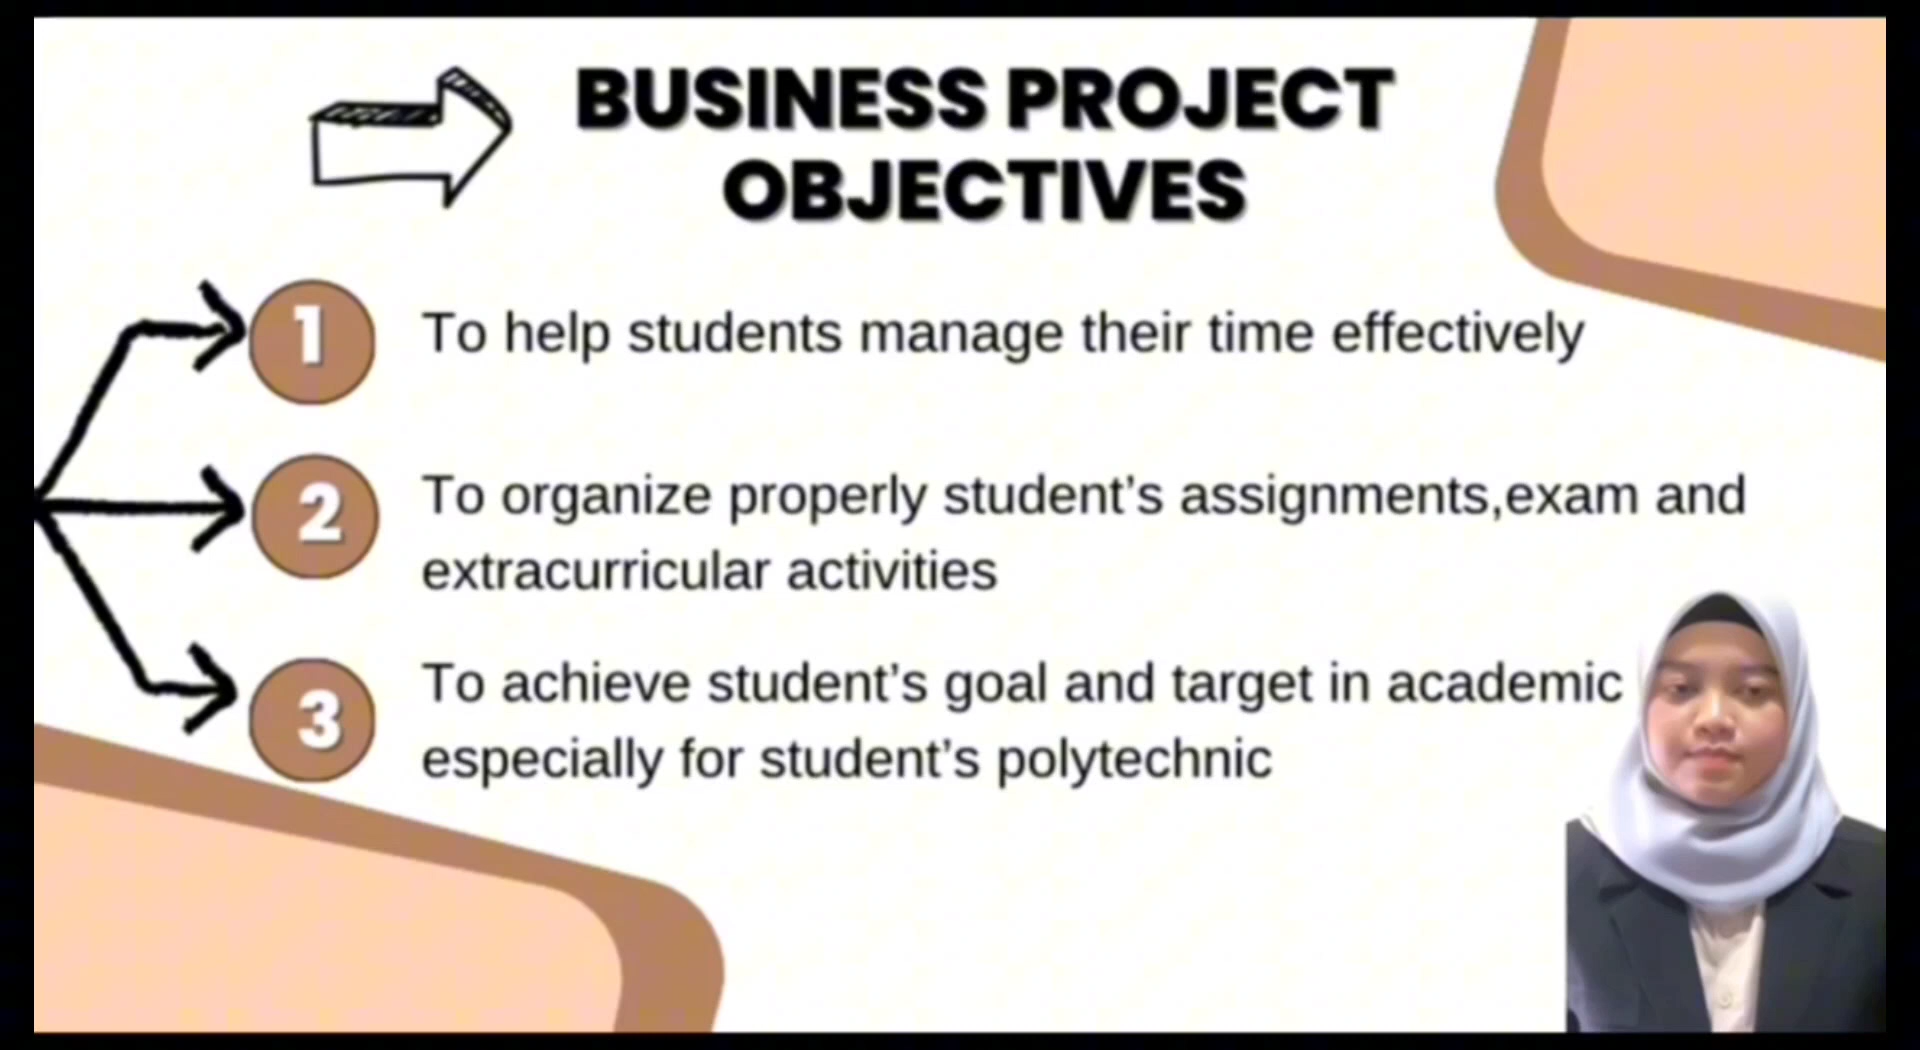 BUSINESS PROJECT
OBJECTIVES
1
To help students manage their time effectively
2
To organize properly student’s assignments,exam and
extracurricular activities
3
To achieve student’s goal and target in academic
especially for student’s polytechnic